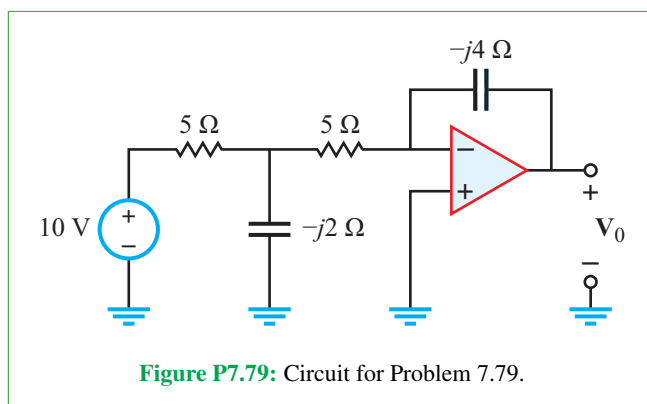 −j4 Ω
5 Ω
5 Ω
−
+
10 V
+
−
−j2 Ω
+
V0
−
Figure P7.79: Circuit for Problem 7.79.